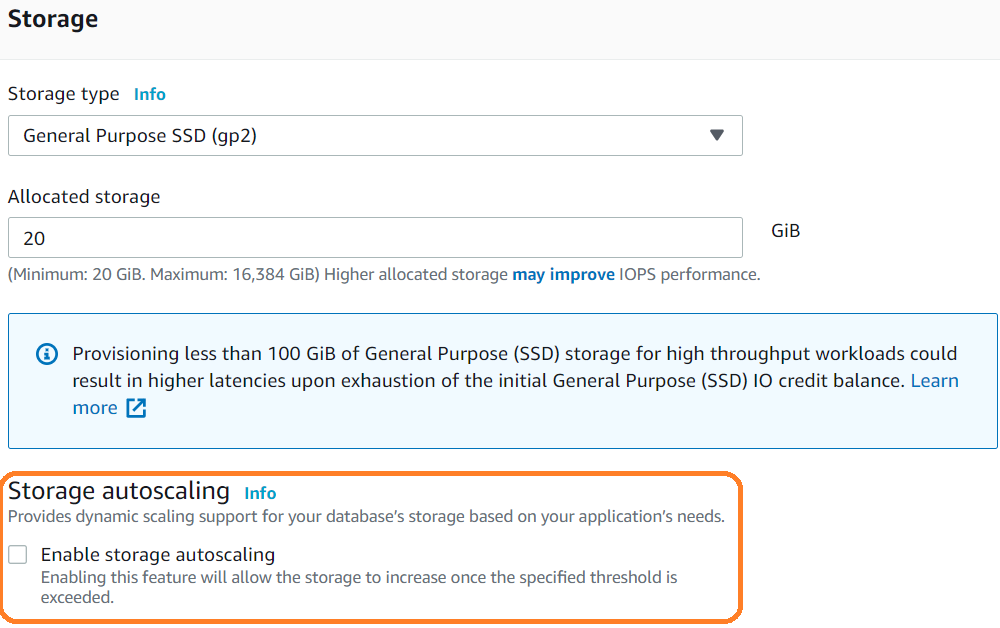 Storage
Storage type Info
General Purpose SSD (gp2)
Allocated storage
20
GiB
(Minimum: 20 GiB. Maximum: 16,384 GiB) Higher allocated storage may improve IOPS performance.
Provisioning less than 100 GiB of General Purpose (SSD) storage for high throughput workloads could
result in higher latencies upon exhaustion of the initial General Purpose (SSD) IO credit balance. Learn
more
Storage autoscaling Info
Provides dynamic scaling support for your database’s storage based on your application’s needs.
Enable storage autoscaling
Enabling this feature will allow the storage to increase once the specified threshold is
exceeded.